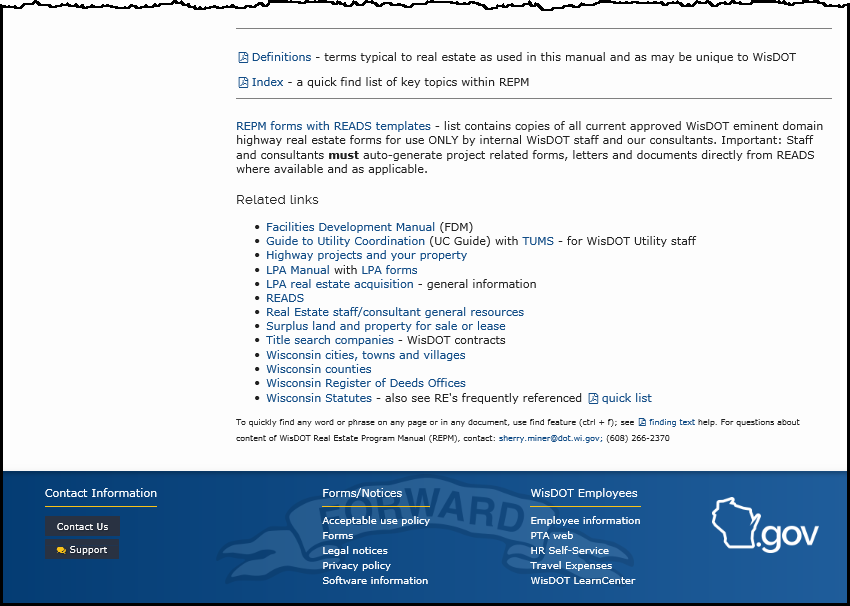 Definitions - terms typical to real estate as used in this manual and as may be unique to WisDOT
Index - a quick find list of key topics within REPM
REPM forms with READS templates - list contains copies of all current approved WisDOT eminent domain
highway real estate forms for use ONLY by internal WisDOT staff and our consultants. Important: Staff
and consultants must auto-generate project related forms, letters and documents directly from READS
where available and as applicable.
Related links
• Facilities Development Manual (FDM)
• Guide to Utility Coordination (UC Guide) with TUMS - for WisDOT Utility staff
• Highway projects and your property
• LPA Manual with LPA forms
• LPA real estate acquisition - general information
• READS
• Real Estate staff/consultant general resources
• Surplus land and property for sale or lease
• Title search companies - WisDOT contracts
• Wisconsin cities, towns and villages
• Wisconsin counties
• Wisconsin Register of Deeds Offices
• Wisconsin Statutes - also see RE's frequently referenced quick list
To quickly find any word or phrase on any page or in any document, use find feature (ctrl + f); see finding text help. For questions about
content of WisDOT Real Estate Program Manual (REPM), contact: sherry.miner@dot.wi.gov; (608) 266-2370
Contact Information
Contact Us
Support
FORWARD
Forms/Notices
Acceptable use policy
Forms
Legal notices
Privacy policy
Software information
WisDOT Employees
Employee information
PTA web
HR Self-Service
Travel Expenses
WisDOT LearnCenter
.gov